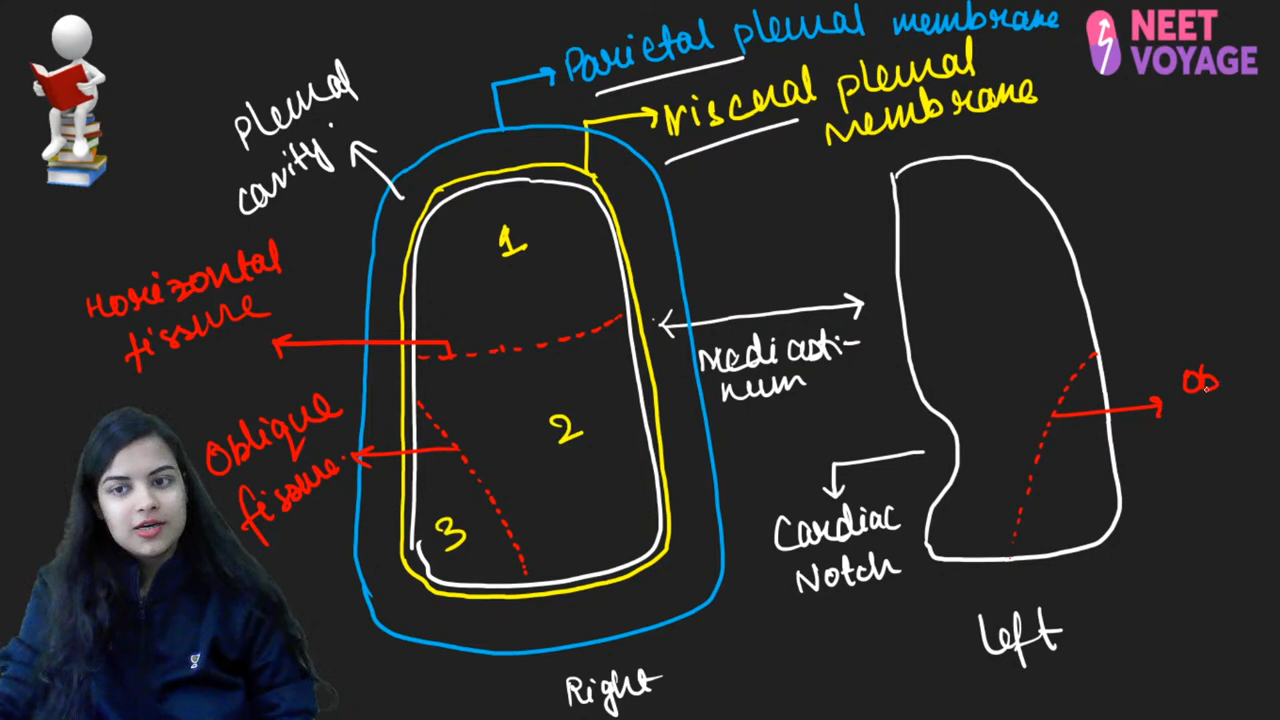 Parietal pleural membrane
NEET
VOYAGE
Visceral pleural
membrane
pleural
cavity.
1
Horizontal
fissure
Mediasti-
num
Ob
Oblique
fissure.
2
3
Cardiac
Notch
Left
Right